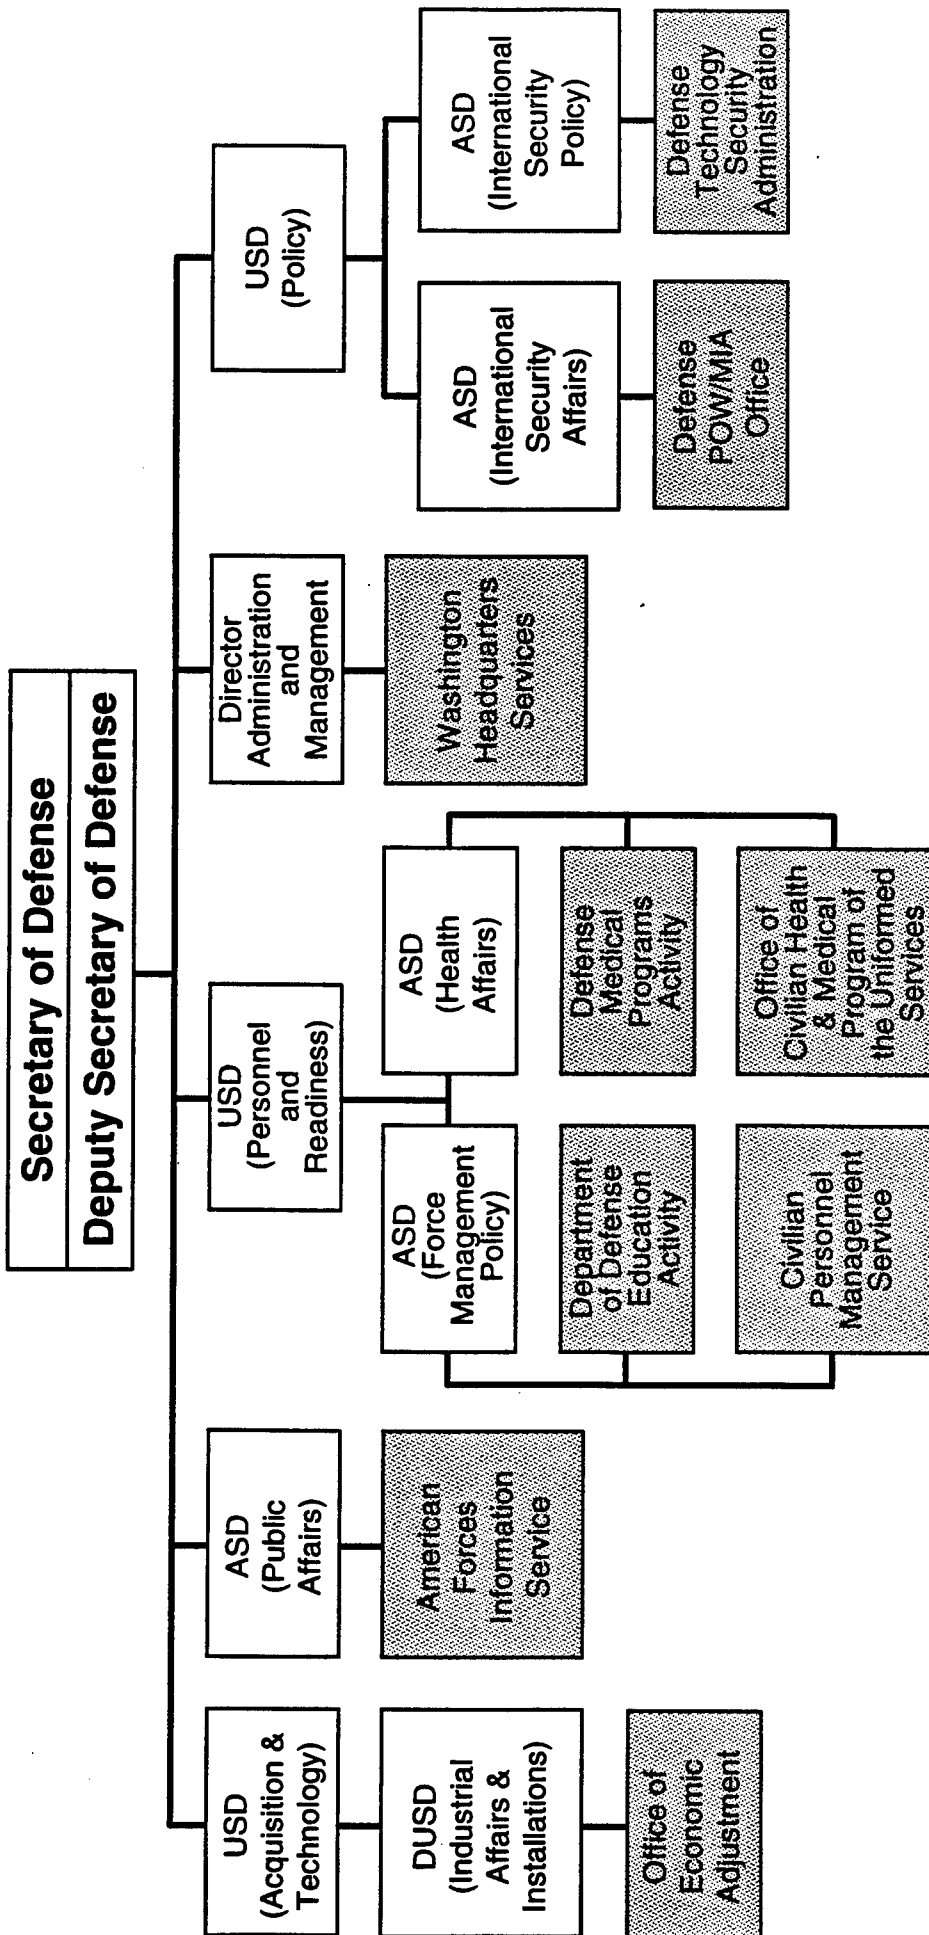 Secretary of Defense
Deputy Secretary of Defense
USD
(Acquisition &
Technology)
DUSD
(Industrial
Affairs &
Installations)
Office of
Economic
Adjustment
ASD
(Public
Affairs)
American
Forces
Information
Service
USD
(Personnel
and
Readiness)
ASD
(Force
Management
Policy)
Department
of Defense
Education
Activity
Civilian
Personnel
Management
Service
ASD
(Health
Affairs)
Defense
Medical
Programs
Activity
Office of
Civilian Health
& Medical
Program of
the Uniformed
Services
Director
Administration
and
Management
Washington
Headquarters
Services
USD
(Policy)
ASD
(International
Security
Affairs)
Defense
POW/MIA
Office
ASD
(International
Security
Policy)
Defense
Technology
Security
Administration